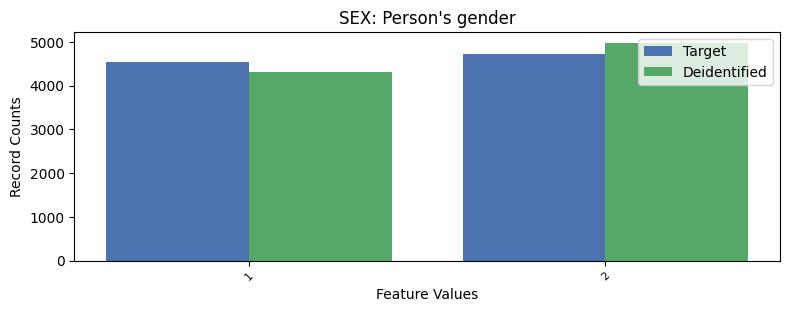 SEX: Person's gender
Target
Deidentified
5000
4000
3000
2000
1000
0
Record Counts
1
2
Feature Values